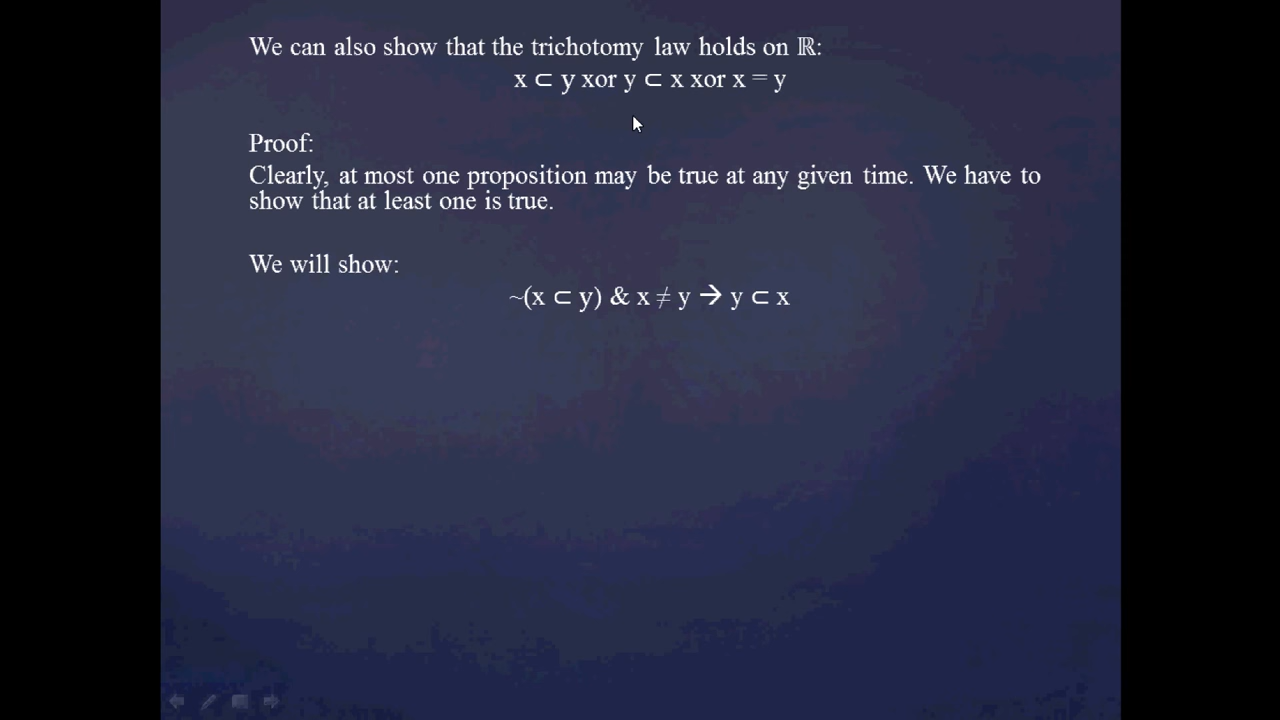 We can also show that the trichotomy law holds on ℝ:
x ⊂ y xor y ⊂ x xor x = y
Proof:
Clearly, at most one proposition may be true at any given time. We have to
show that at least one is true.
We will show:
~(x ⊂ y) & x ≠ y → y ⊂ x